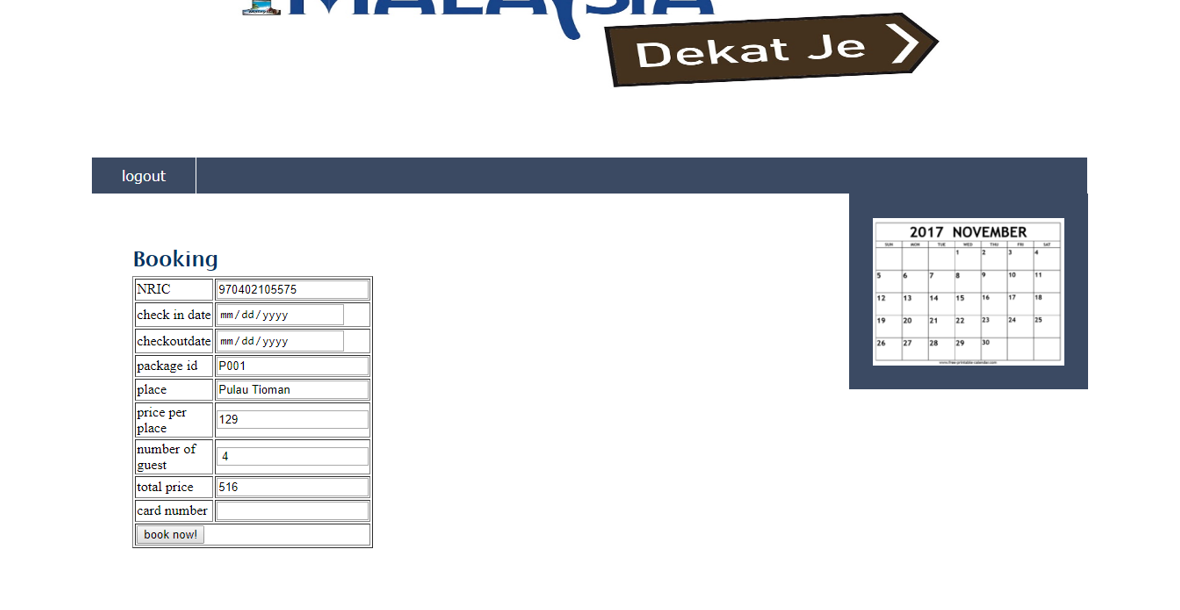 MALAYSIA
Dekat Je
logout
Booking
NRIC 970402105575
check in date mm/dd/yyyy
checkoutdate mm/dd/yyyy
package id P001
place Pulau Tioman
price per
place 129
number of
guest 4
total price 516
card number
book now!
2017 NOVEMBER
SUN MON TUE WED THU FRI SAT
1 2 3 4
5 6 7 8 9 10 11
12 13 14 15 16 17 18
19 20 21 22 23 24 25
26 27 28 29 30